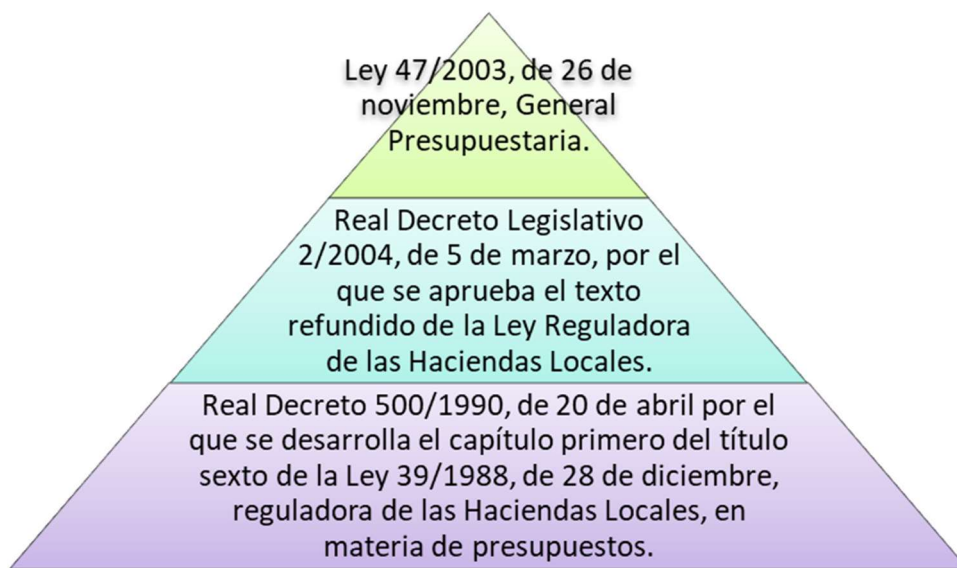 Ley 47/2003, de 26 de
noviembre, General
Presupuestaria.
Real Decreto Legislativo
2/2004, de 5 de marzo, por el
que se aprueba el texto
refundido de la Ley Reguladora
de las Haciendas Locales.
Real Decreto 500/1990, de 20 de abril por el
que se desarrolla el capítulo primero del título
sexto de la Ley 39/1988, de 28 de diciembre,
reguladora de las Haciendas Locales, en
materia de presupuestos.